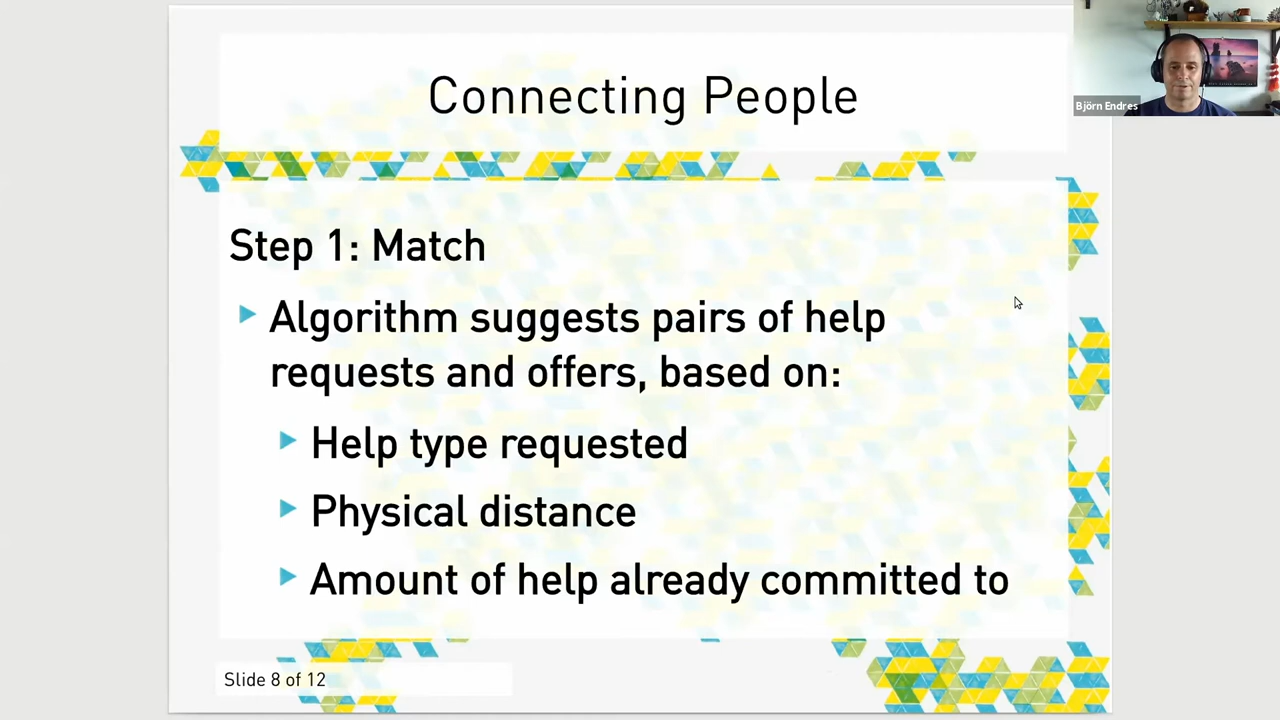 Connecting People
Björn Endres
Step 1: Match
Algorithm suggests pairs of help
requests and offers, based on:
Help type requested
Physical distance
Amount of help already committed to
Slide 8 of 12